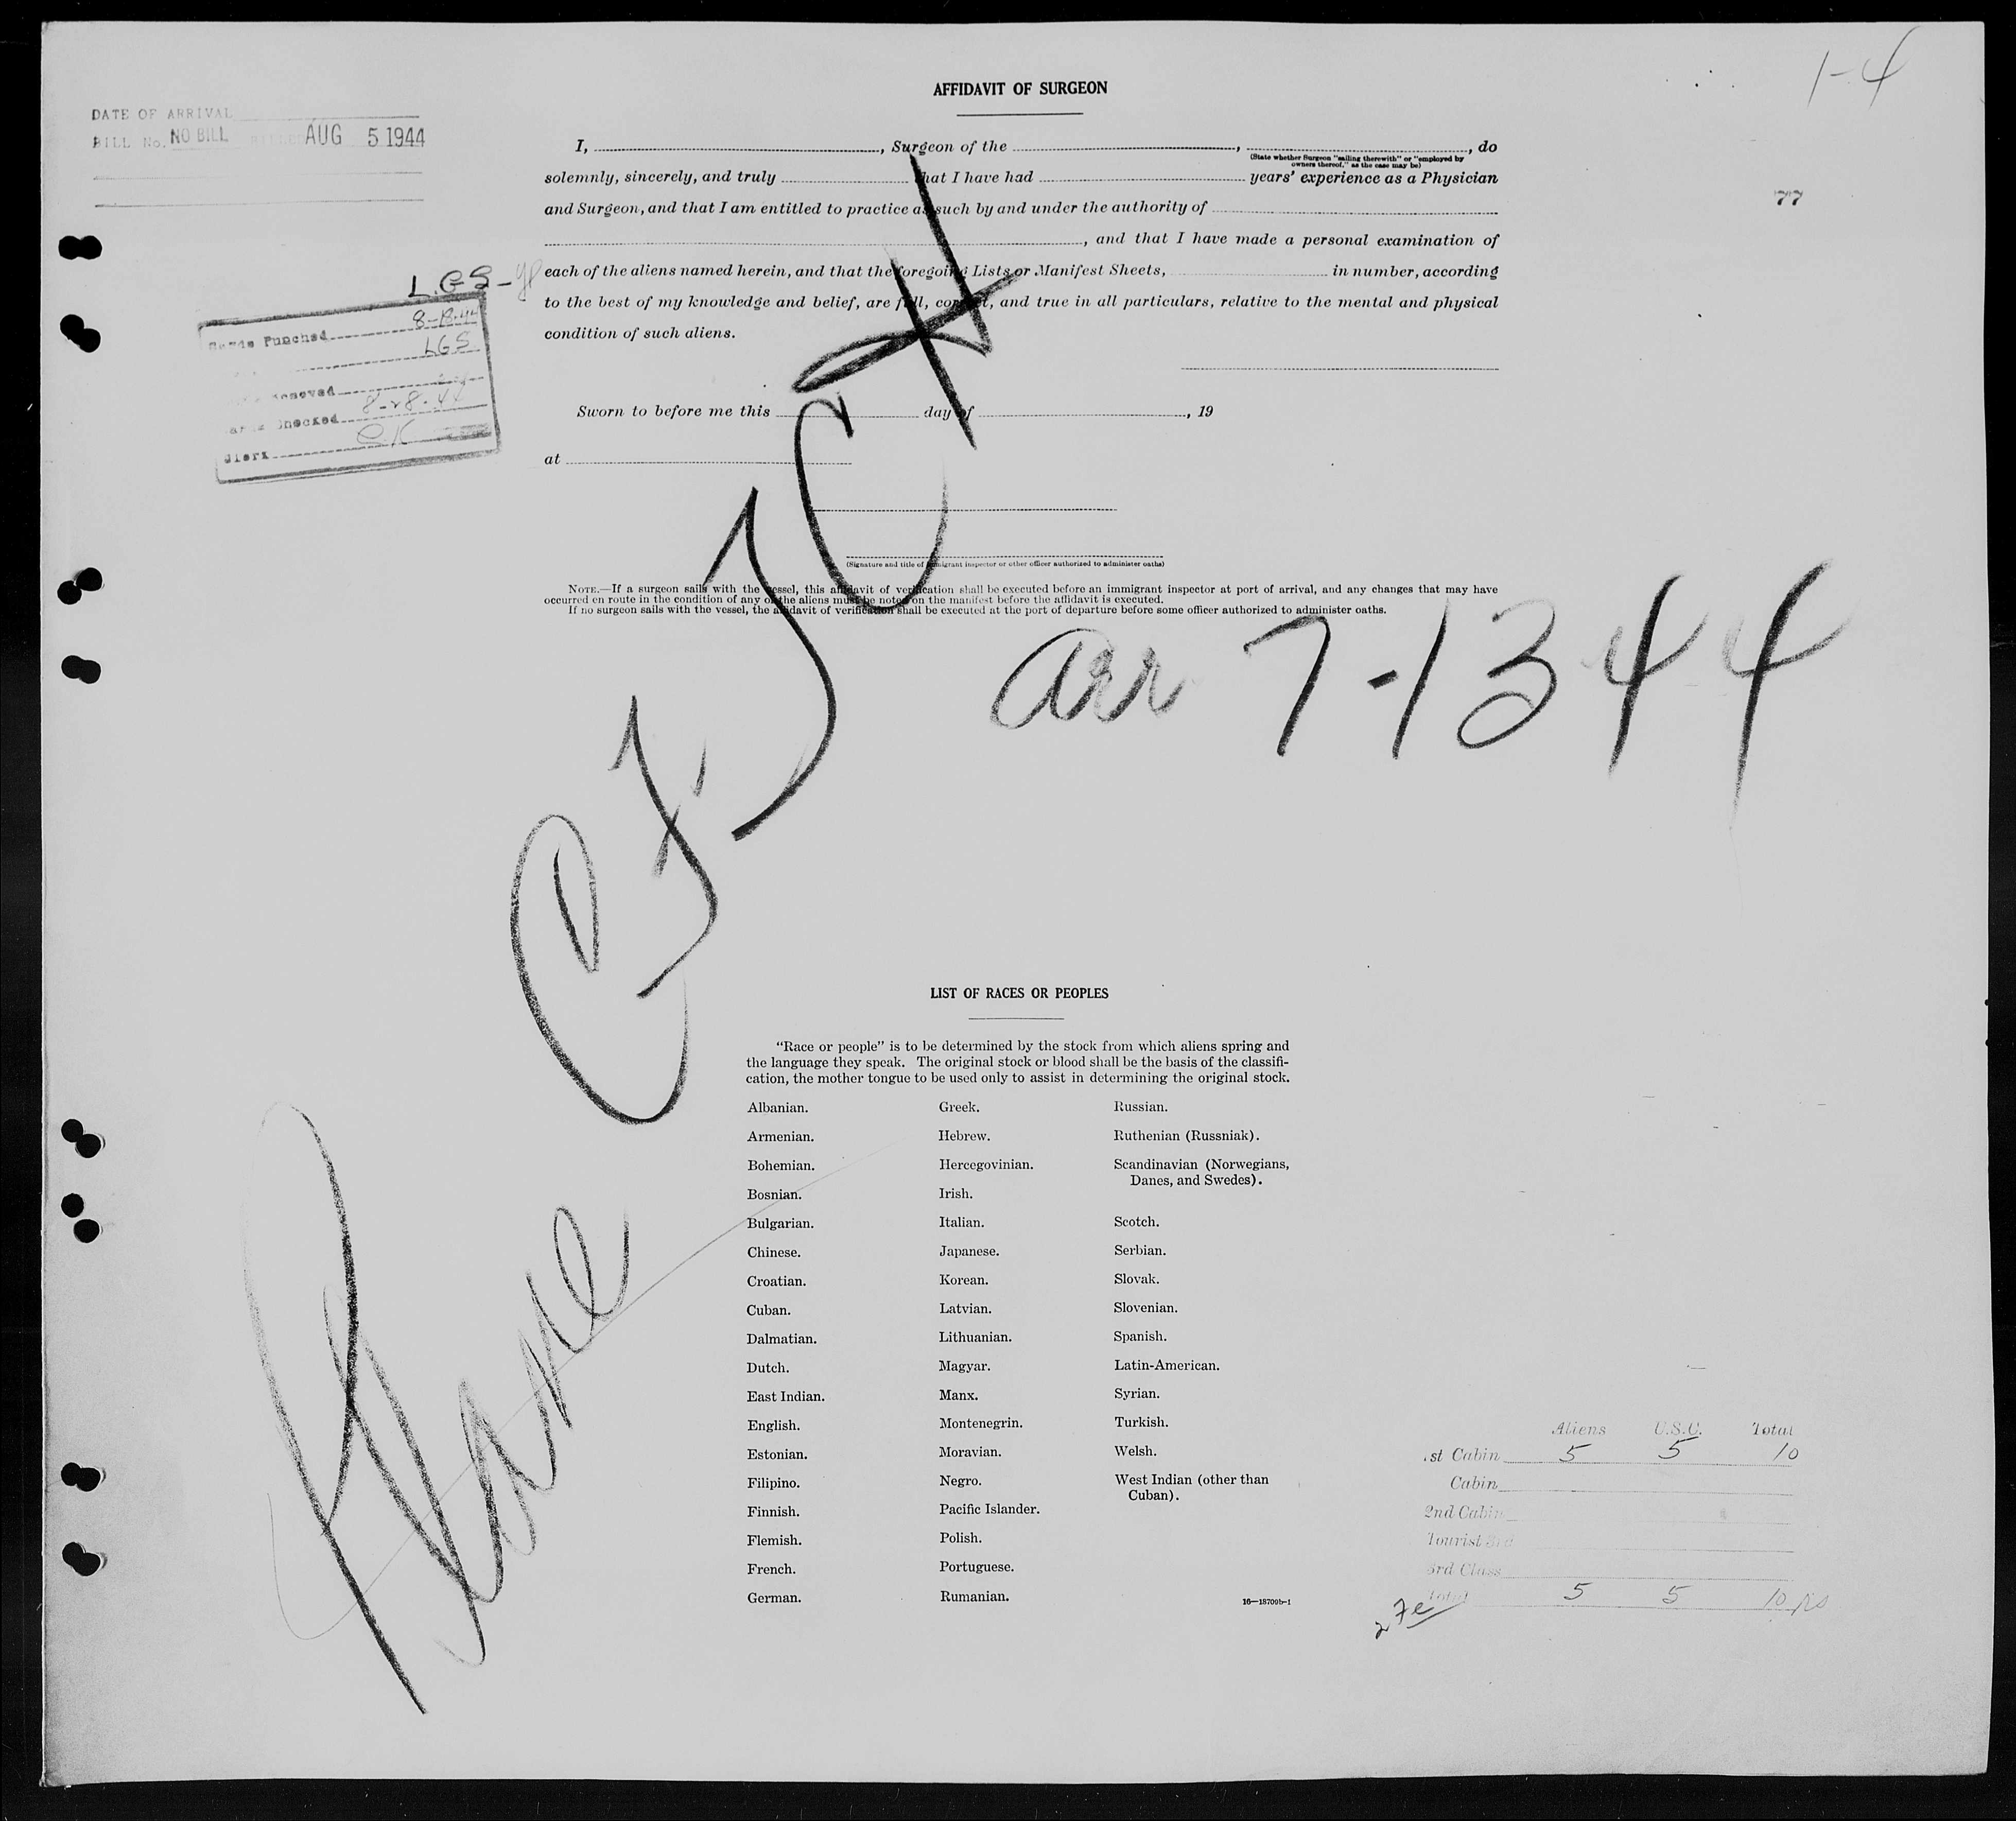 1-4
AFFIDAVIT OF SURGEON
DATE OF ARRIVAL
BILL No. NO BILL AUG 5 1944
I, , Surgeon of the , , do
(State whether Surgeon "sailing therewith" or "employed by
owners thereof," as the case may be)
solemnly, sincerely, and truly that I have had years' experience as a Physician
77
and Surgeon, and that I am entitled to practice as such by and under the authority of
, and that I have made a personal examination of
each of the aliens named herein, and that the foregoing Lists or Manifest Sheets, in number, according
to the best of my knowledge and belief, are full, correct, and true in all particulars, relative to the mental and physical
condition of such aliens.
L.G.S-
Cards Punched 8-18-44
LGS
Checked 8-28-44
Clerk
Sworn to before me this day of , 19
at
(Signature and title of immigrant inspector or other officer authorized to administer oaths)
NOTE.—If a surgeon sails with the vessel, this affidavit of verification shall be executed before an immigrant inspector at port of arrival, and any changes that may have
occurred en route in the condition of any of the aliens must be noted on the manifest before the affidavit is executed.
If no surgeon sails with the vessel, the affidavit of verification shall be executed at the port of departure before some officer authorized to administer oaths.
arr 7-1344
Plane
LIST OF RACES OR PEOPLES
"Race or people" is to be determined by the stock from which aliens spring and
the language they speak. The original stock or blood shall be the basis of the classifi-
cation, the mother tongue to be used only to assist in determining the original stock.
Albanian.
Armenian.
Bohemian.
Bosnian.
Bulgarian.
Chinese.
Croatian.
Cuban.
Dalmatian.
Dutch.
East Indian.
English.
Estonian.
Filipino.
Finnish.
Flemish.
French.
German.
Greek.
Hebrew.
Hercegovinian.
Irish.
Italian.
Japanese.
Korean.
Latvian.
Lithuanian.
Magyar.
Manx.
Montenegrin.
Moravian.
Negro.
Pacific Islander.
Polish.
Portuguese.
Rumanian.
Russian.
Ruthenian (Russniak).
Scandinavian (Norwegians,
Danes, and Swedes).
Scotch.
Serbian.
Slovak.
Slovenian.
Spanish.
Latin-American.
Syrian.
Turkish.
Welsh.
West Indian (other than
Cuban).
16—18709b-1
Aliens U.S.C. Total
1st Cabin 5 5 10
Cabin
2nd Cabin
Tourist 3rd
3rd Class
Total 5 5 10